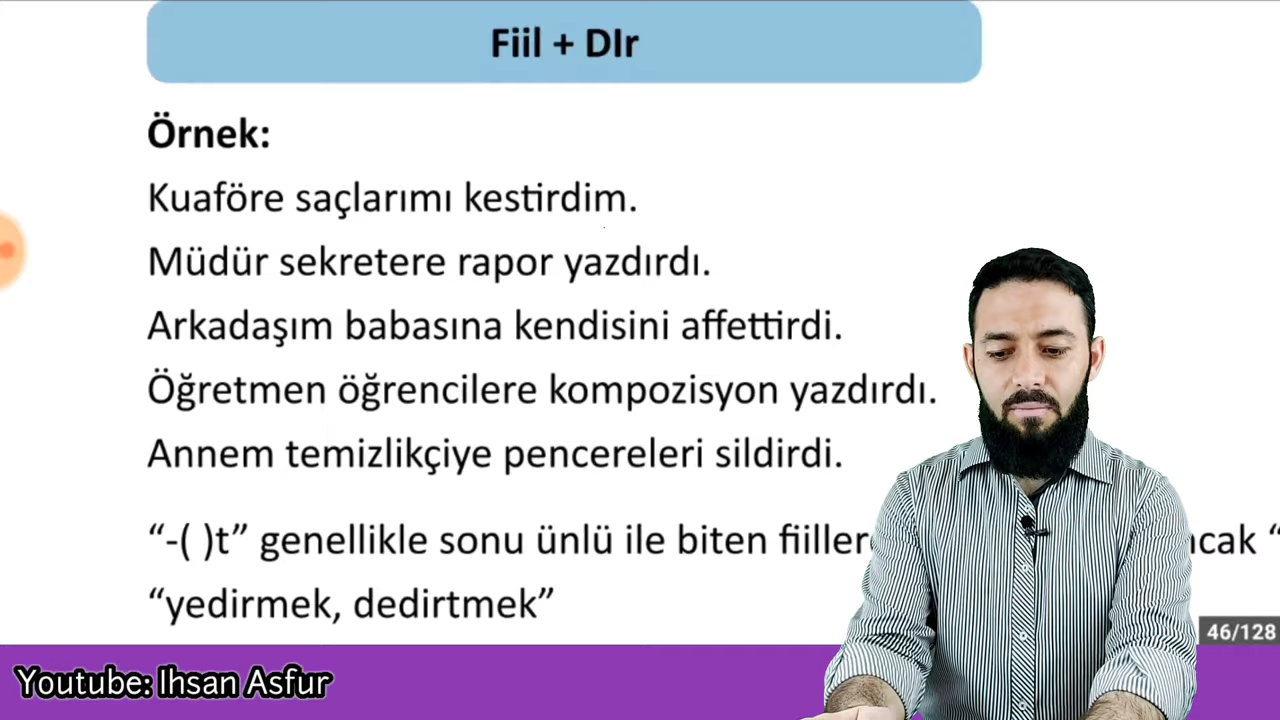 Fiil + DIr
Örnek:
Kuaföre saçlarımı kestirdim.
Müdür sekretere rapor yazdırdı.
Arkadaşım babasına kendisini affettirdi.
Öğretmen öğrencilere kompozisyon yazdırdı.
Annem temizlikçiye pencereleri sildirdi.
“-( )t” genellikle sonu ünlü ile biten “
“yedirmek, dedirtmek”
46/128
Youtube: Ihsan Asfur